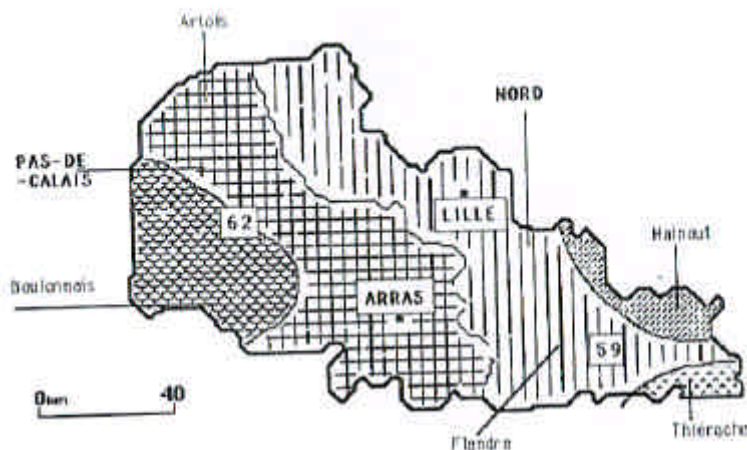 Artois
NORD
PAS-DE
-CALAIS
62
LILLE
Hainaut
Boulonnais
ARRAS
59
0km 40
Flandre
Thiérache